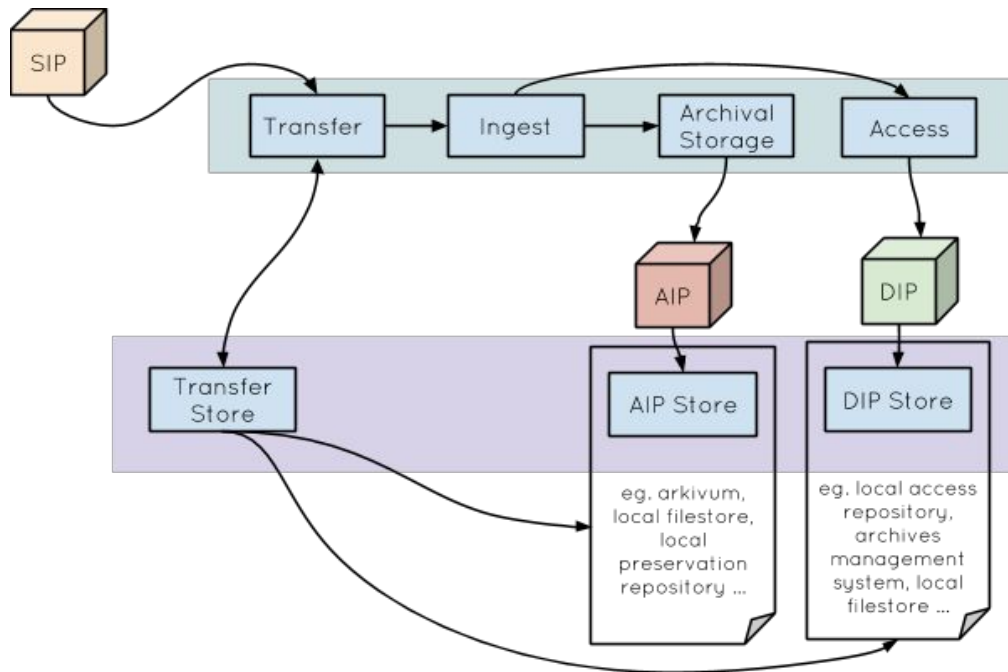 SIP
Transfer
Ingest
Archival
Storage
Access
AIP
DIP
Transfer
Store
AIP Store
DIP Store
eg. arkivum,
local filestore,
local
preservation
repository ...
eg. local access
repository,
archives
management
system, local
filestore ...